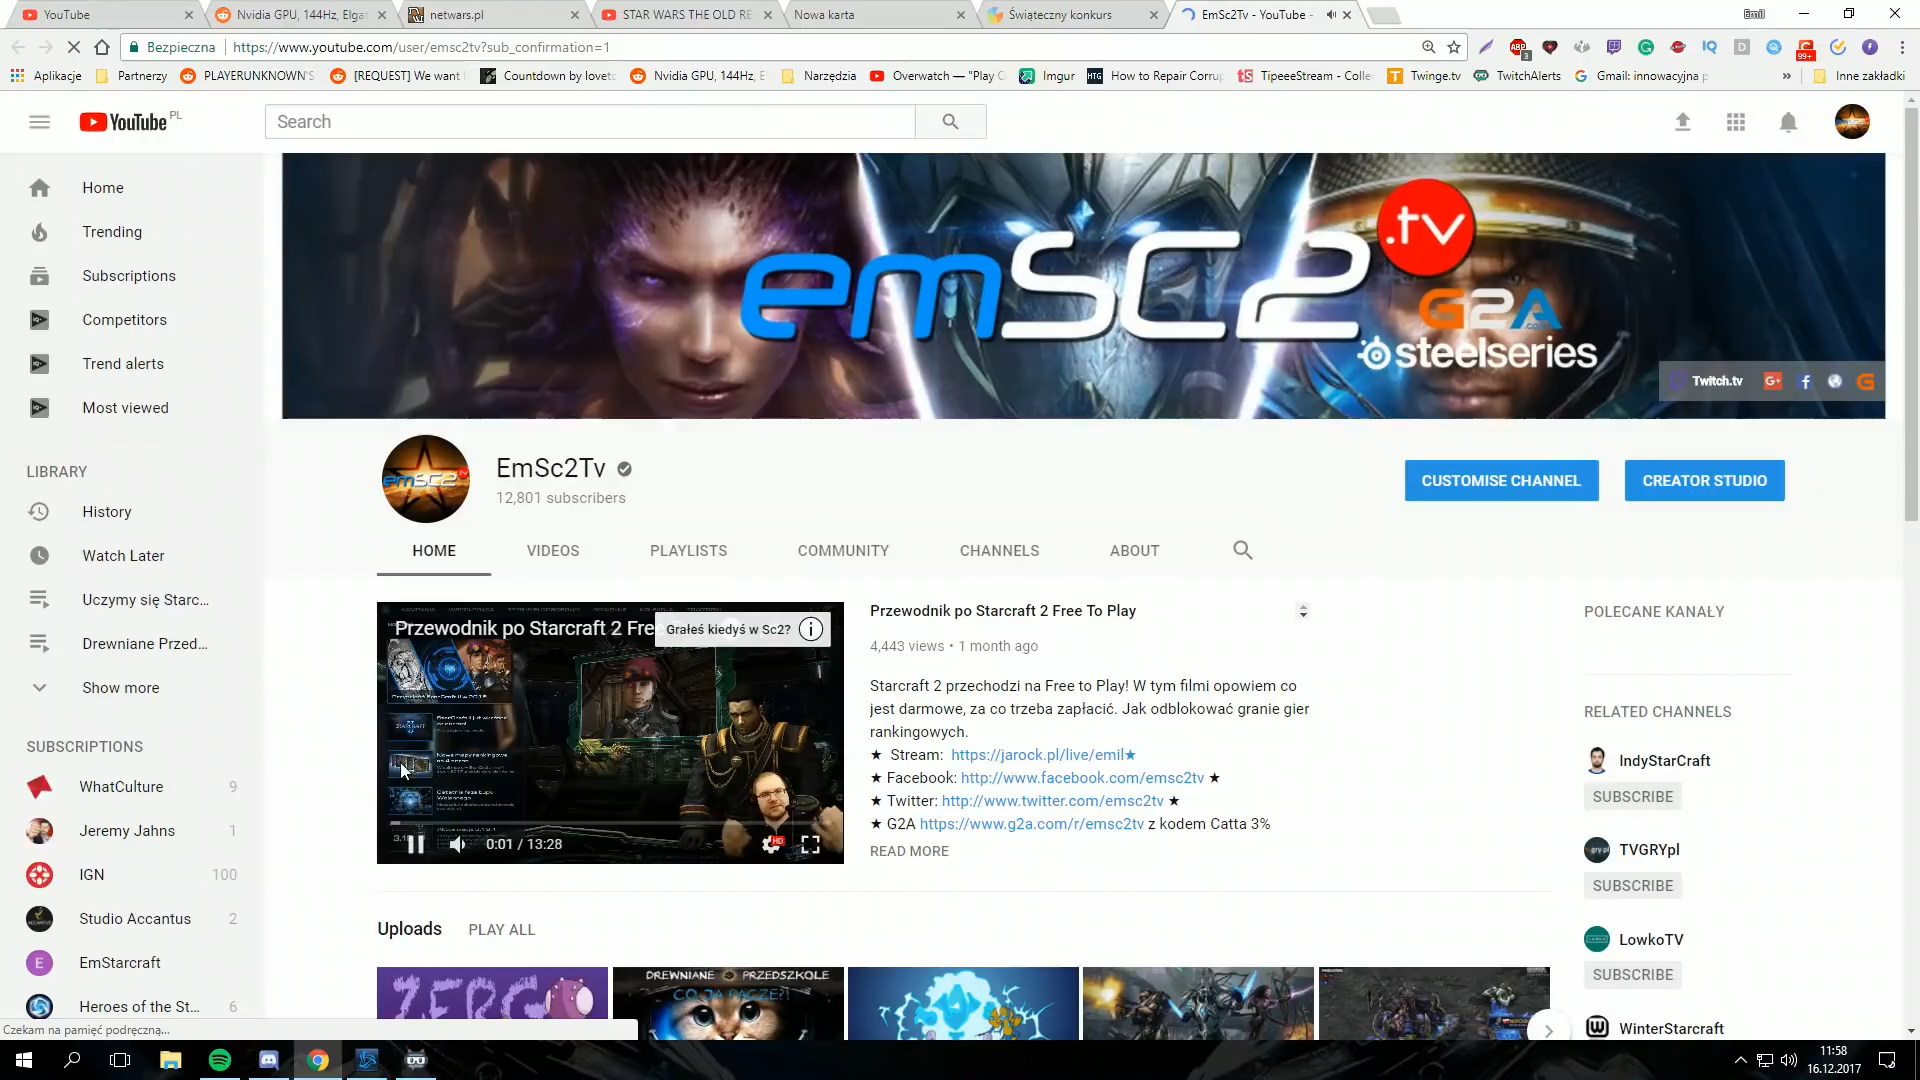 YouTube
Nvidia GPU, 144Hz, Elgat
netwars.pl
STAR WARS THE OLD RE
Nowa karta
Świąteczny konkurs
EmSc2Tv - YouTube -
Emil
Bezpieczna
https://www.youtube.com/user/emsc2tv?sub_confirmation=1
Aplikacje
Partnerzy
PLAYERUNKNOWN'S
[REQUEST] We want
Countdown by loveto
Nvidia GPU, 144Hz, E
Narzędzia
Overwatch — "Play O
Imgur
How to Repair Corrup
TipeeeStream - Colle
Twinge.tv
TwitchAlerts
Gmail: innowacyjna p
Inne zakładki
YouTube PL
Search
Home
Trending
Subscriptions
Competitors
Trend alerts
Most viewed
LIBRARY
History
Watch Later
Uczymy się Starc...
Drewniane Przed...
Show more
SUBSCRIPTIONS
WhatCulture 9
Jeremy Jahns 1
IGN 100
Studio Accantus 2
EmStarcraft
Heroes of the St... 6
Czekam na pamięć podręczną...
emSC2.tv
G2A
steelseries
Twitch.tv
EmSc2Tv
12,801 subscribers
CUSTOMISE CHANNEL
CREATOR STUDIO
HOME
VIDEOS
PLAYLISTS
COMMUNITY
CHANNELS
ABOUT
Przewodnik po Starcraft 2 Fre
Grałeś kiedyś w Sc2?
0:01 / 13:28
HD
Przewodnik po Starcraft 2 Free To Play
4,443 views • 1 month ago
Starcraft 2 przechodzi na Free to Play! W tym filmi opowiem co
jest darmowe, za co trzeba zapłacić. Jak odblokować granie gier
rankingowych.
★ Stream: https://jarock.pl/live/emil★
★ Facebook: http://www.facebook.com/emsc2tv ★
★ Twitter: http://www.twitter.com/emsc2tv ★
★ G2A https://www.g2a.com/r/emsc2tv z kodem Catta 3%
READ MORE
Uploads
PLAY ALL
ZERG
DREWNIANE PRZEDSZKOLE
CO JA PACZE?!
POLECANE KANAŁY
RELATED CHANNELS
IndyStarCraft
SUBSCRIBE
TVGRYpl
SUBSCRIBE
LowkoTV
SUBSCRIBE
WinterStarcraft
11:58
16.12.2017